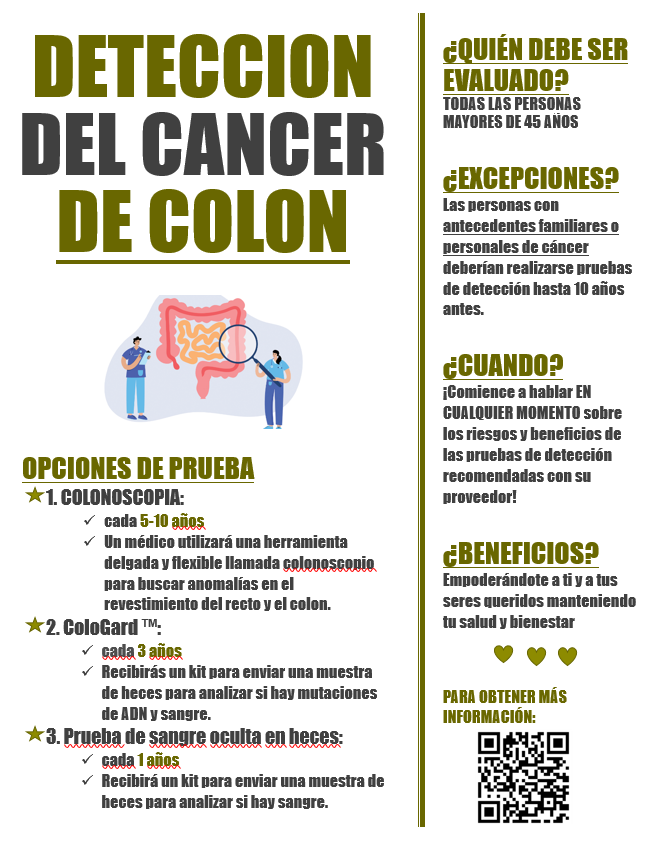 DETECCION
DEL CANCER
DE COLON
OPCIONES DE PRUEBA
1. COLONOSCOPIA:
cada 5-10 años
Un médico utilizará una herramienta
delgada y flexible llamada colonoscopio
para buscar anomalías en el
revestimiento del recto y el colon.
2. ColoGard ™:
cada 3 años
Recibirás un kit para enviar una muestra
de heces para analizar si hay mutaciones
de ADN y sangre.
3. Prueba de sangre oculta en heces:
cada 1 años
Recibirá un kit para enviar una muestra de
heces para analizar si hay sangre.
¿QUIÉN DEBE SER
EVALUADO?
TODAS LAS PERSONAS
MAYORES DE 45 AÑOS
¿EXCEPCIONES?
Las personas con
antecedentes familiares o
personales de cáncer
deberían realizarse pruebas
de detección hasta 10 años
antes.
¿CUANDO?
¡Comience a hablar EN
CUALQUIER MOMENTO sobre
los riesgos y beneficios de
las pruebas de detección
recomendadas con su
proveedor!
¿BENEFICIOS?
Empoderándote a ti y a tus
seres queridos manteniendo
tu salud y bienestar
PARA OBTENER MÁS
INFORMACIÓN: